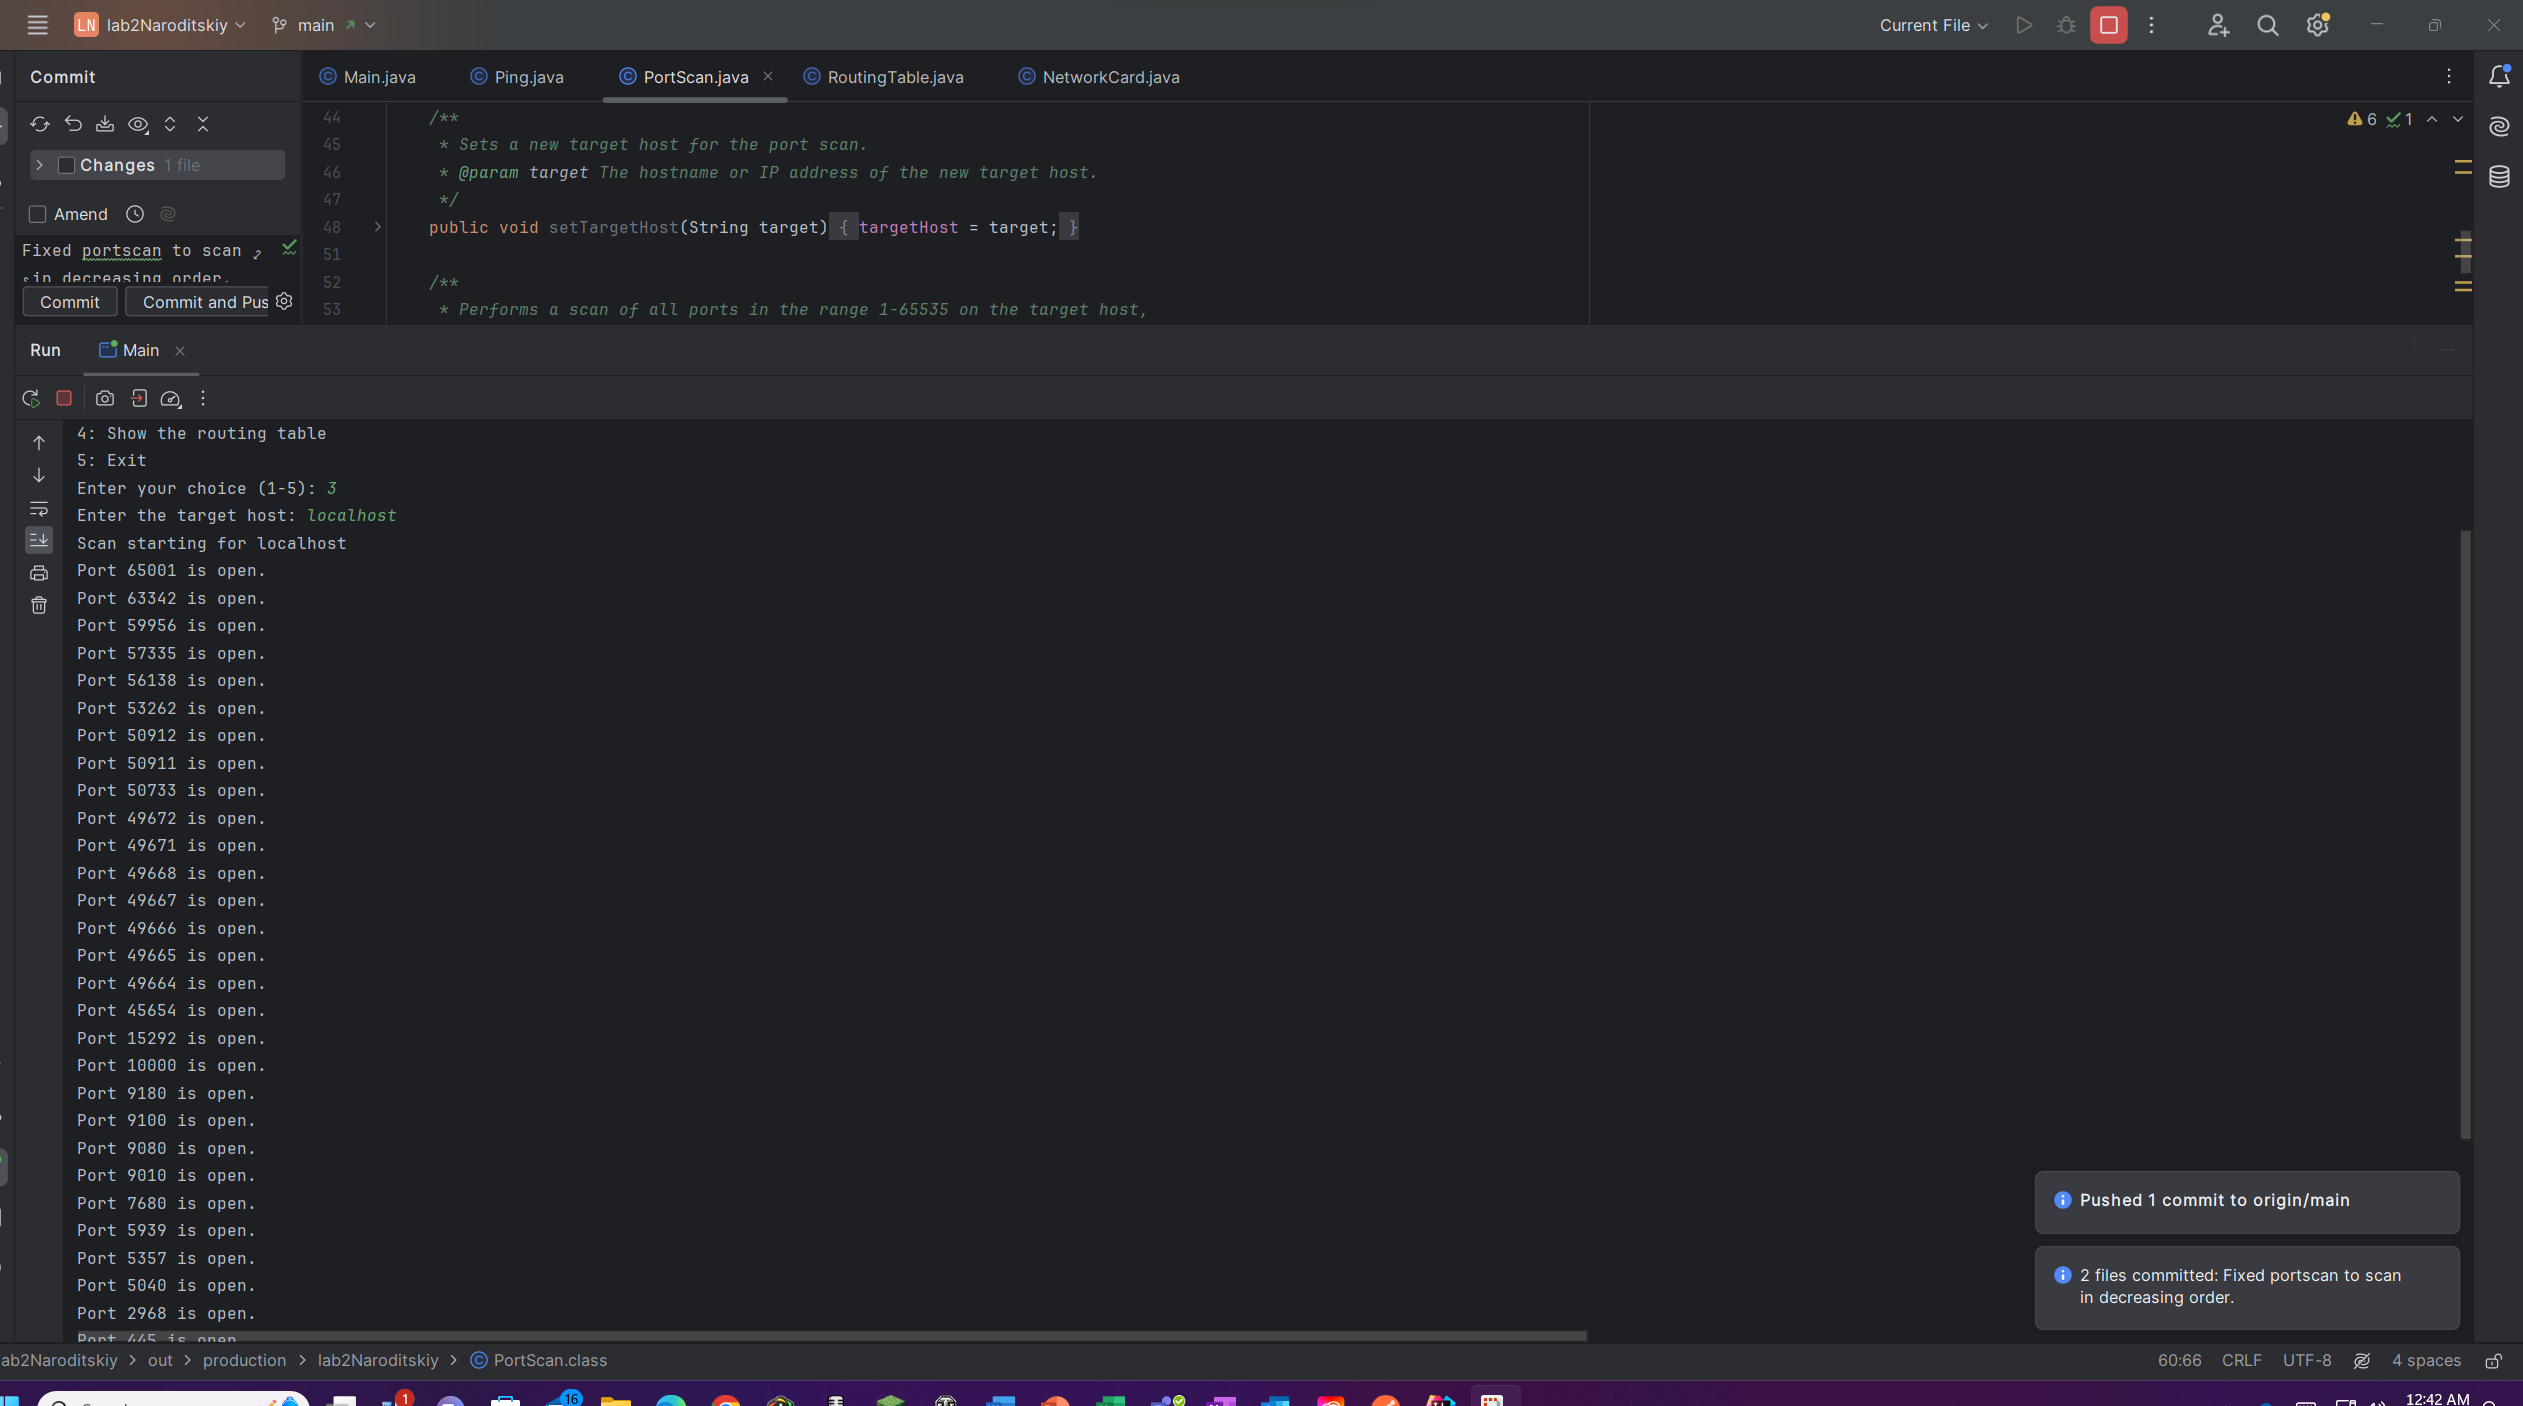 LN lab2Naroditskiy
main
Current File
Commit
Main.java
Ping.java
PortScan.java
RoutingTable.java
NetworkCard.java
Changes 1 file
Amend
Fixed portscan to scan
in decreasing order.
Commit
Commit and Pus
44 /**
45 * Sets a new target host for the port scan.
46 * @param target The hostname or IP address of the new target host.
47 */
48 public void setTargetHost(String target) { targetHost = target; }
51
52 /**
53 * Performs a scan of all ports in the range 1-65535 on the target host,
6 1
Run
Main
4: Show the routing table
5: Exit
Enter your choice (1-5): 3
Enter the target host: localhost
Scan starting for localhost
Port 65001 is open.
Port 63342 is open.
Port 59956 is open.
Port 57335 is open.
Port 56138 is open.
Port 53262 is open.
Port 50912 is open.
Port 50911 is open.
Port 50733 is open.
Port 49672 is open.
Port 49671 is open.
Port 49668 is open.
Port 49667 is open.
Port 49666 is open.
Port 49665 is open.
Port 49664 is open.
Port 45654 is open.
Port 15292 is open.
Port 10000 is open.
Port 9180 is open.
Port 9100 is open.
Port 9080 is open.
Port 9010 is open.
Port 7680 is open.
Port 5939 is open.
Port 5357 is open.
Port 5040 is open.
Port 2968 is open.
Port 445 is open
Pushed 1 commit to origin/main
2 files committed: Fixed portscan to scan
in decreasing order.
ab2Naroditskiy > out > production > lab2Naroditskiy > PortScan.class
60:66 CRLF UTF-8 4 spaces
1
16
12:42 AM